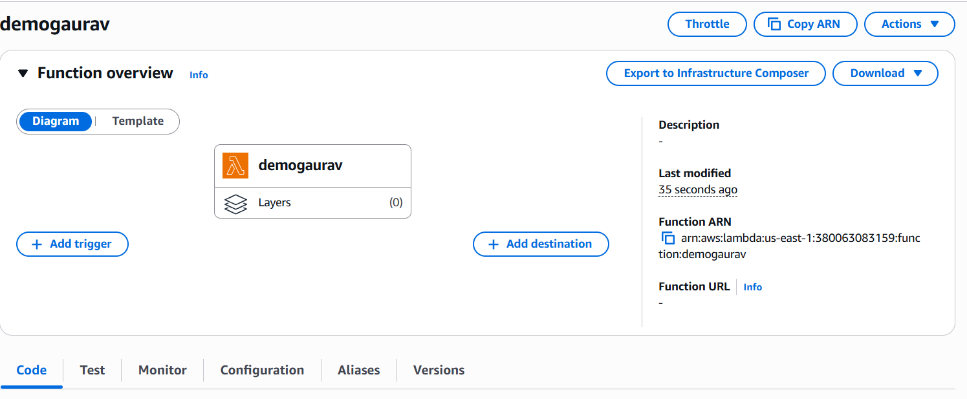 demogaurav
Throttle
Copy ARN
Actions
Function overview
Info
Export to Infrastructure Composer
Download
Diagram
Template
demogaurav
Layers
(0)
+ Add trigger
+ Add destination
Description
-
Last modified
35 seconds ago
Function ARN
arn:aws:lambda:us-east-1:380063083159:func
tion:demogaurav
Function URL
Info
-
Code
Test
Monitor
Configuration
Aliases
Versions